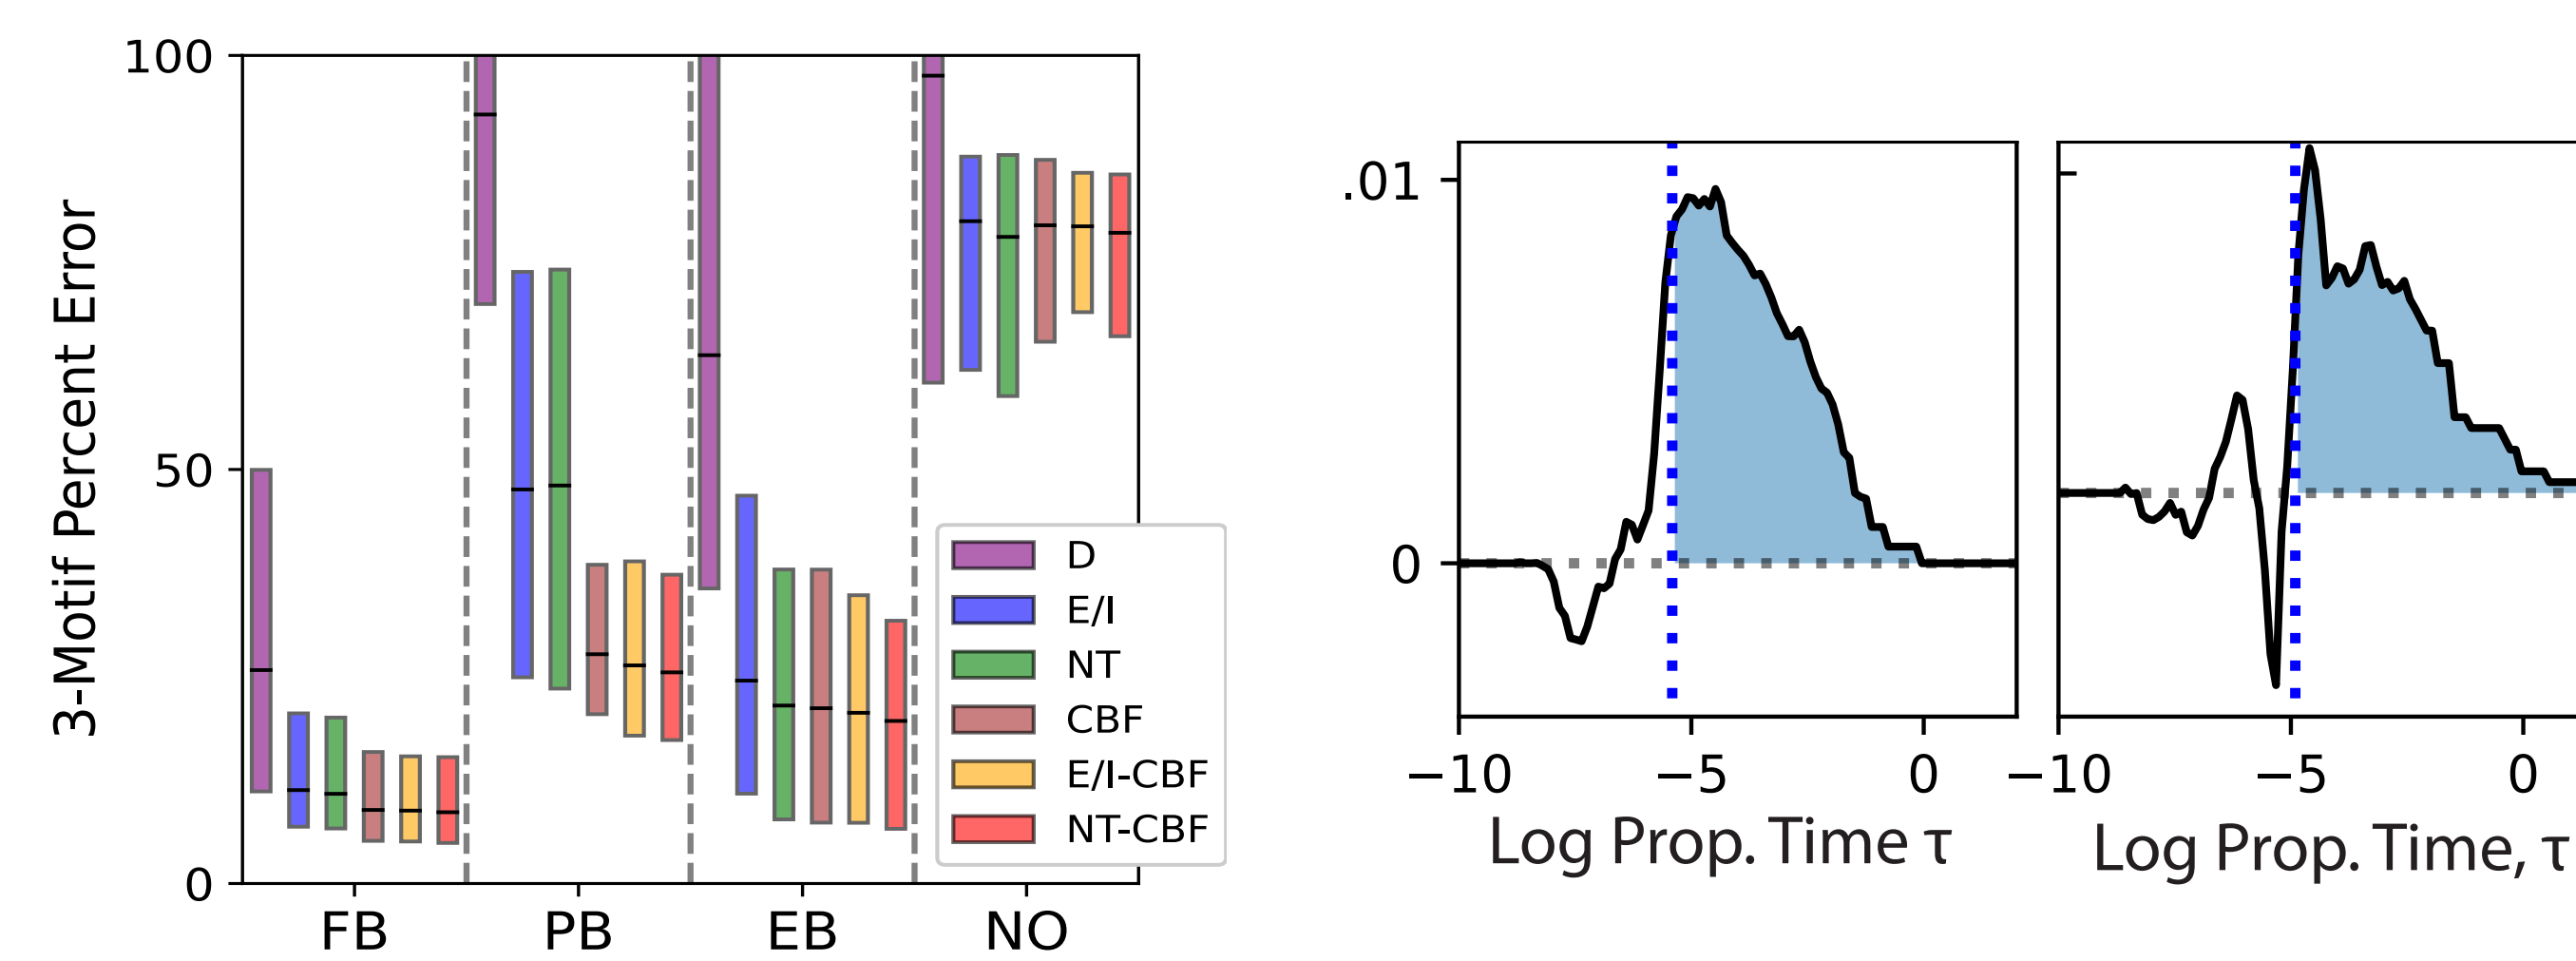 3-Motif Percent Error
100
50
0
FB PB EB NO
D
E/I
NT
CBF
E/I-CBF
NT-CBF
.01
0
−10 −5 0
Log Prop. Time τ
−10 −5 0
Log Prop. Time, τ